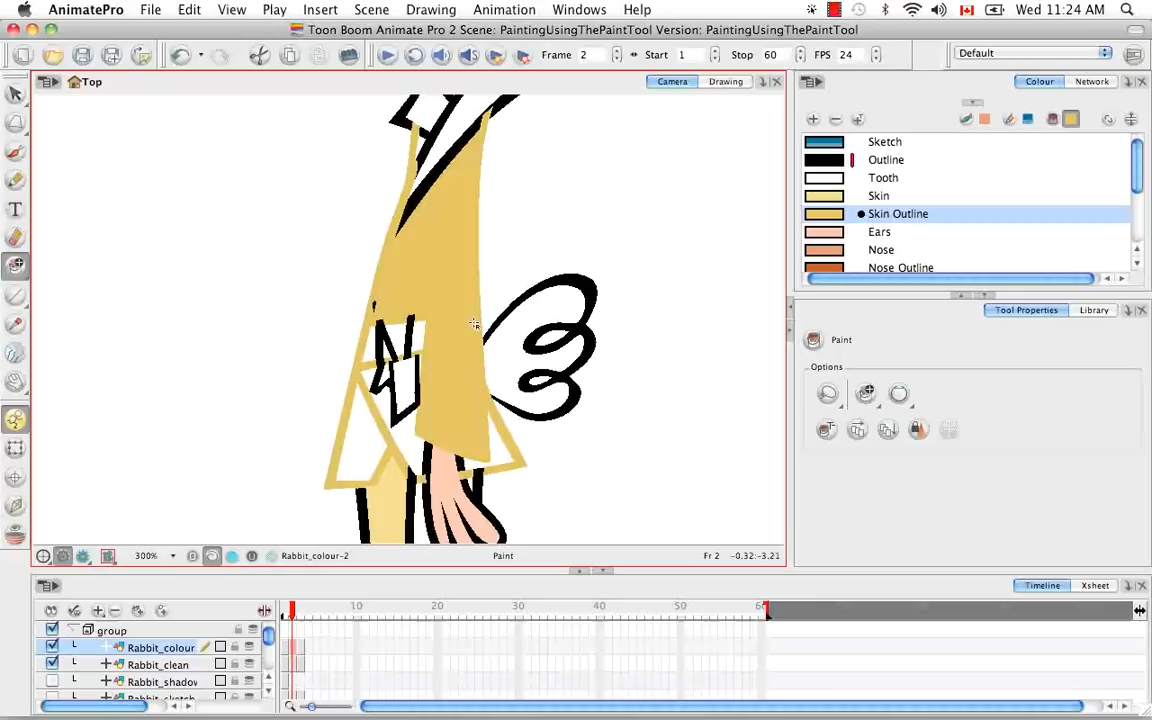 AnimatePro File Edit View Play Insert Scene Drawing Animation Windows Help Wed 11:24 AM
Toon Boom Animate Pro 2 Scene: PaintingUsingThePaintTool Version: PaintingUsingThePaintTool
Frame 2 Start 1 Stop 60 FPS 24 Default
Top Camera Drawing Colour Network
Sketch
Outline
Tooth
Skin
Skin Outline
Ears
Nose
Nose Outline
Tool Properties Library
Paint
Options
T
300% Rabbit_colour-2 Paint Fr 2 -0.32:-3.21
Timeline Xsheet
10 20 30 40 50
group
Rabbit_colour
Rabbit_clean
Rabbit_shadow